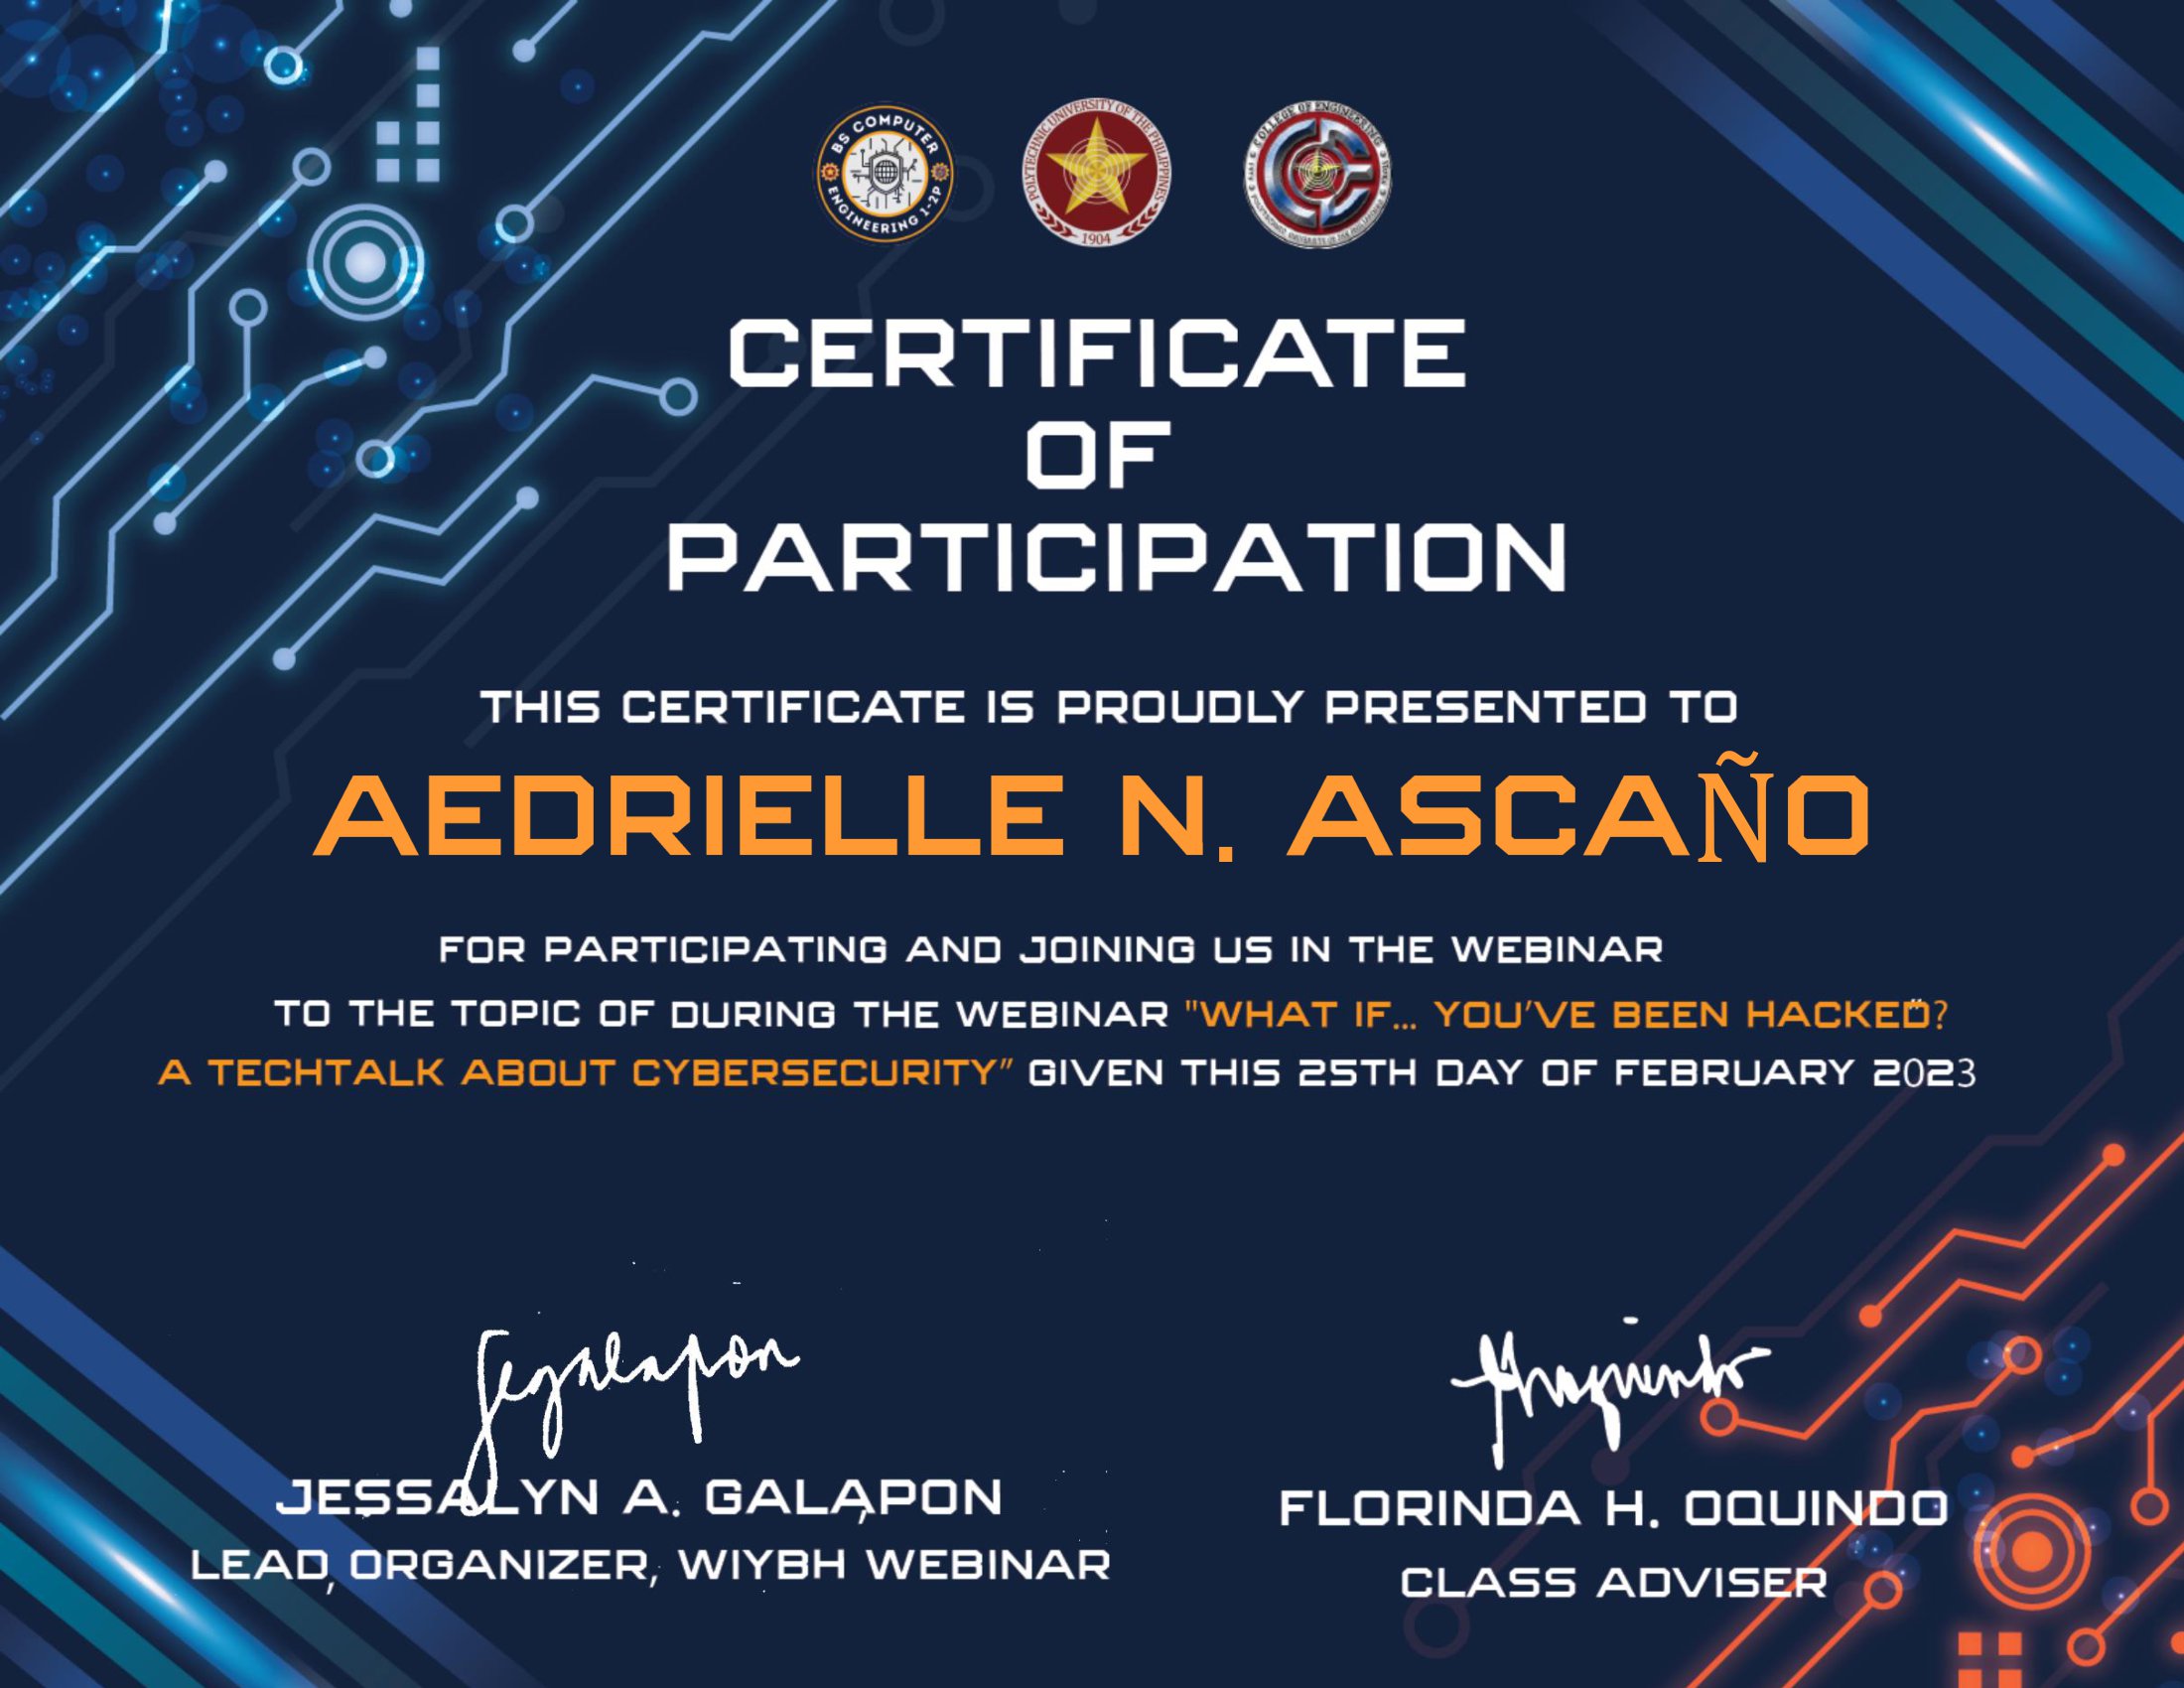 BS COMPUTER
ENGINEERING 1-2P
POLYTECHNIC UNIVERSITY OF THE PHILIPPINES
1904
COLLEGE OF ENGINEERING
CERTIFICATE
OF
PARTICIPATION
THIS CERTIFICATE IS PROUDLY PRESENTED TO
AEDRIELLE N. ASCAÑO
FOR PARTICIPATING AND JOINING US IN THE WEBINAR
TO THE TOPIC OF DURING THE WEBINAR "WHAT IF... YOU'VE BEEN HACKED?
A TECHTALK ABOUT CYBERSECURITY" GIVEN THIS 25TH DAY OF FEBRUARY 2023
JESSALYN A. GALAPON
LEAD, ORGANIZER, WIYBH WEBINAR
FLORINDA H. OQUINDO
CLASS ADVISER